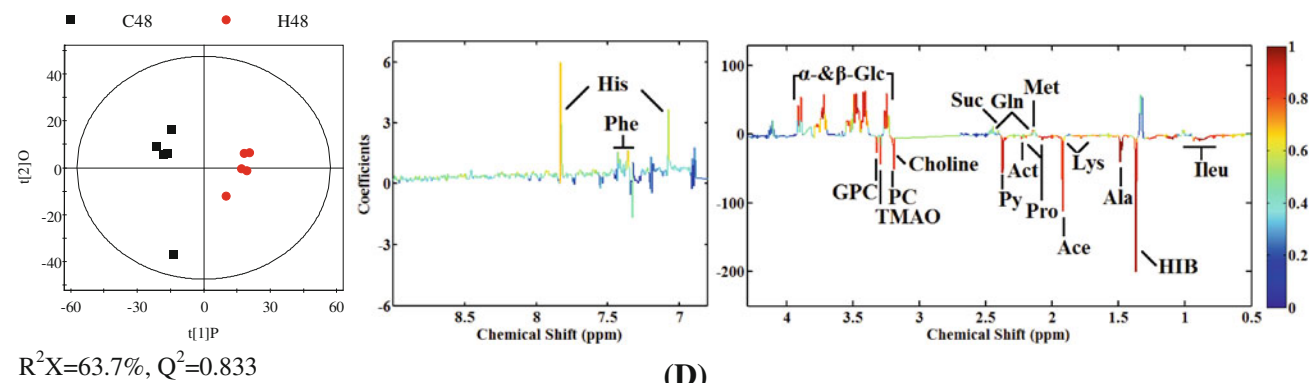 C48 H48
40
20
0
-20
-40
-60 -30 0 30 60
t[2]O
t[1]P
R²X=63.7%, Q²=0.833
6
3
0
-3
-6
Coefficients
His
Phe
8.5 8 7.5 7
Chemical Shift (ppm)
100
0
-100
-200
α-&β-Glc
Suc Gln Met
GPC PC Choline
TMAO
Py Act Pro Lys
Ace
Ala
HIB
Ileu
4 3.5 3 2.5 2 1.5 1 0.5
Chemical Shift (ppm)
1
0.8
0.6
0.4
0.2
0
(D)